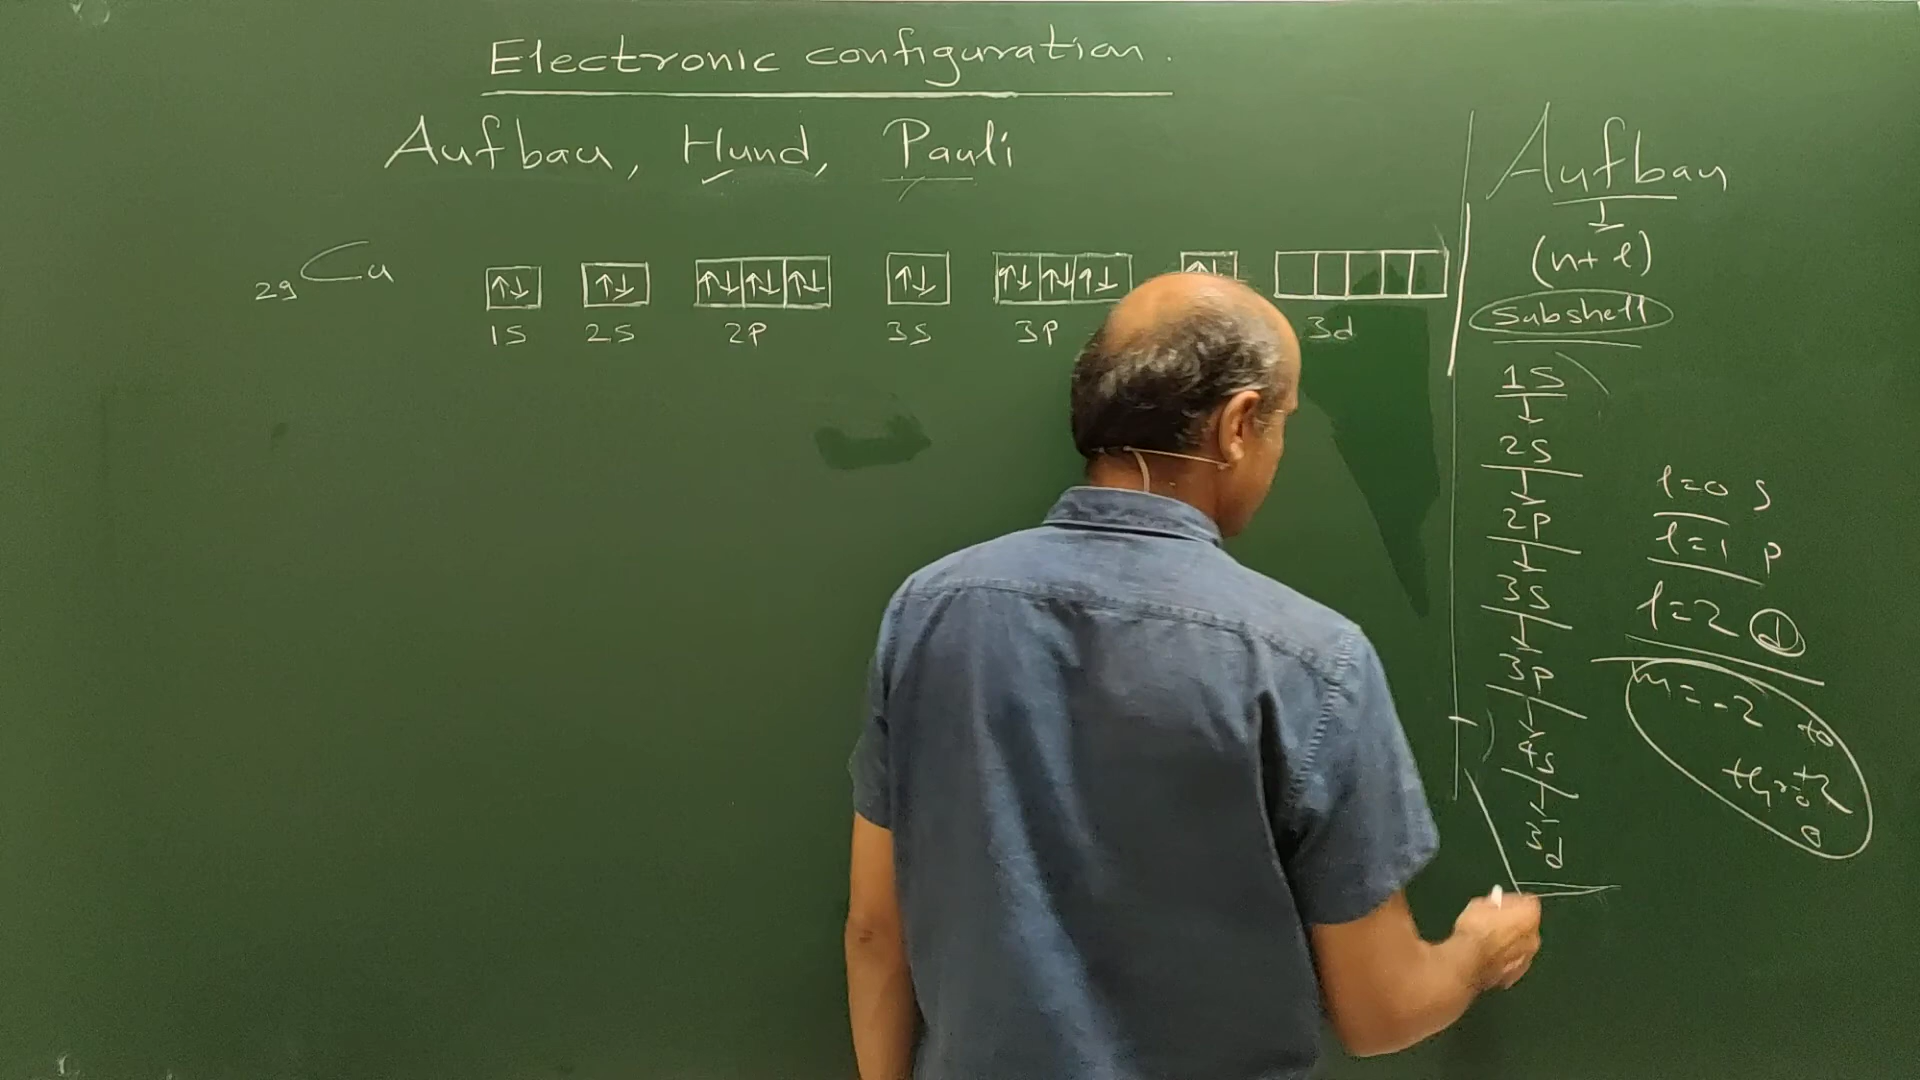 Electronic configuration.
Aufbau, Hund, Pauli
29Cu
↑↓ ↑↓ ↑↓ ↑↓ ↑↓ ↑↓ ↑↓ ↑↓ ↑↓
1S 2S 2P 3S 3P 3d
Aufbau
↓
(n+l)
Subshell
1S
2S
2P
3S
3P
4S
3d
l=0 S
l=1 P
l=2 d
m=-2 to